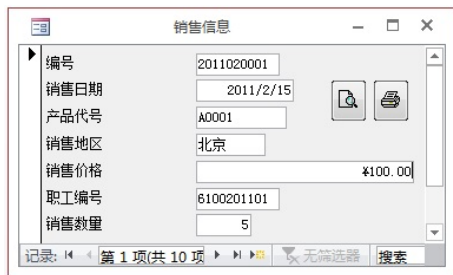 销售信息
编号 2011020001
销售日期 2011/2/15
产品代号 A0001
销售地区 北京
销售价格 ¥100.00
职工编号 6100201101
销售数量 5
记录: 第 1 项(共 10 项 无筛选器 搜索